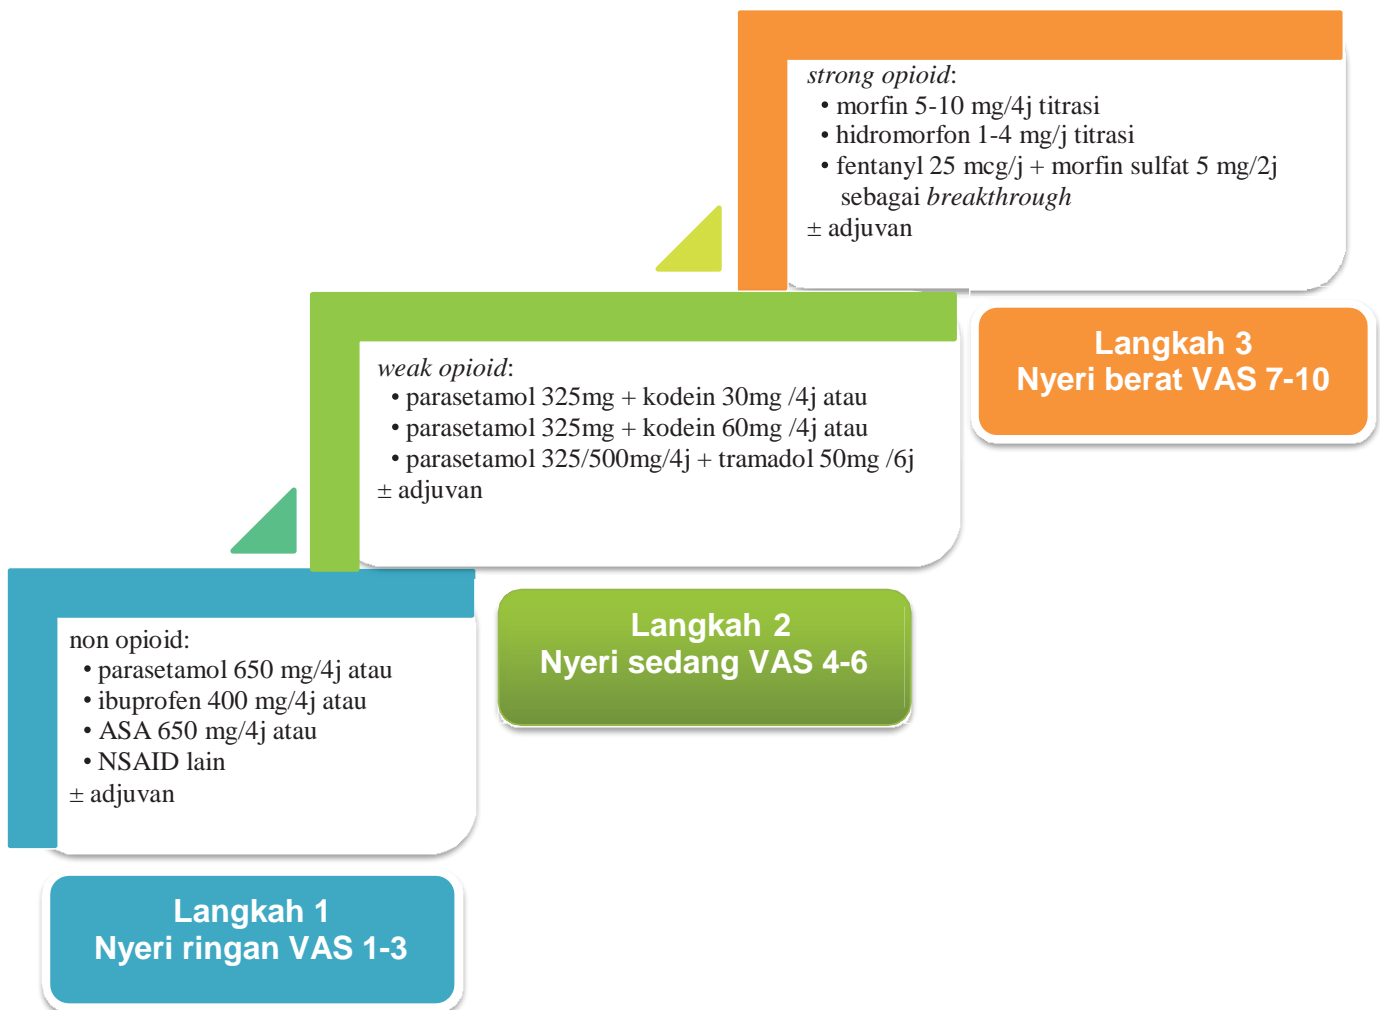 strong opioid:
• morfin 5-10 mg/4j titrasi
• hidromorfon 1-4 mg/j titrasi
• fentanyl 25 mcg/j + morfin sulfat 5 mg/2j
sebagai breakthrough
± adjuvan
Langkah 3
Nyeri berat VAS 7-10
weak opioid:
• parasetamol 325mg + kodein 30mg /4j atau
• parasetamol 325mg + kodein 60mg /4j atau
• parasetamol 325/500mg/4j + tramadol 50mg /6j
± adjuvan
Langkah 2
Nyeri sedang VAS 4-6
non opioid:
• parasetamol 650 mg/4j atau
• ibuprofen 400 mg/4j atau
• ASA 650 mg/4j atau
• NSAID lain
± adjuvan
Langkah 1
Nyeri ringan VAS 1-3